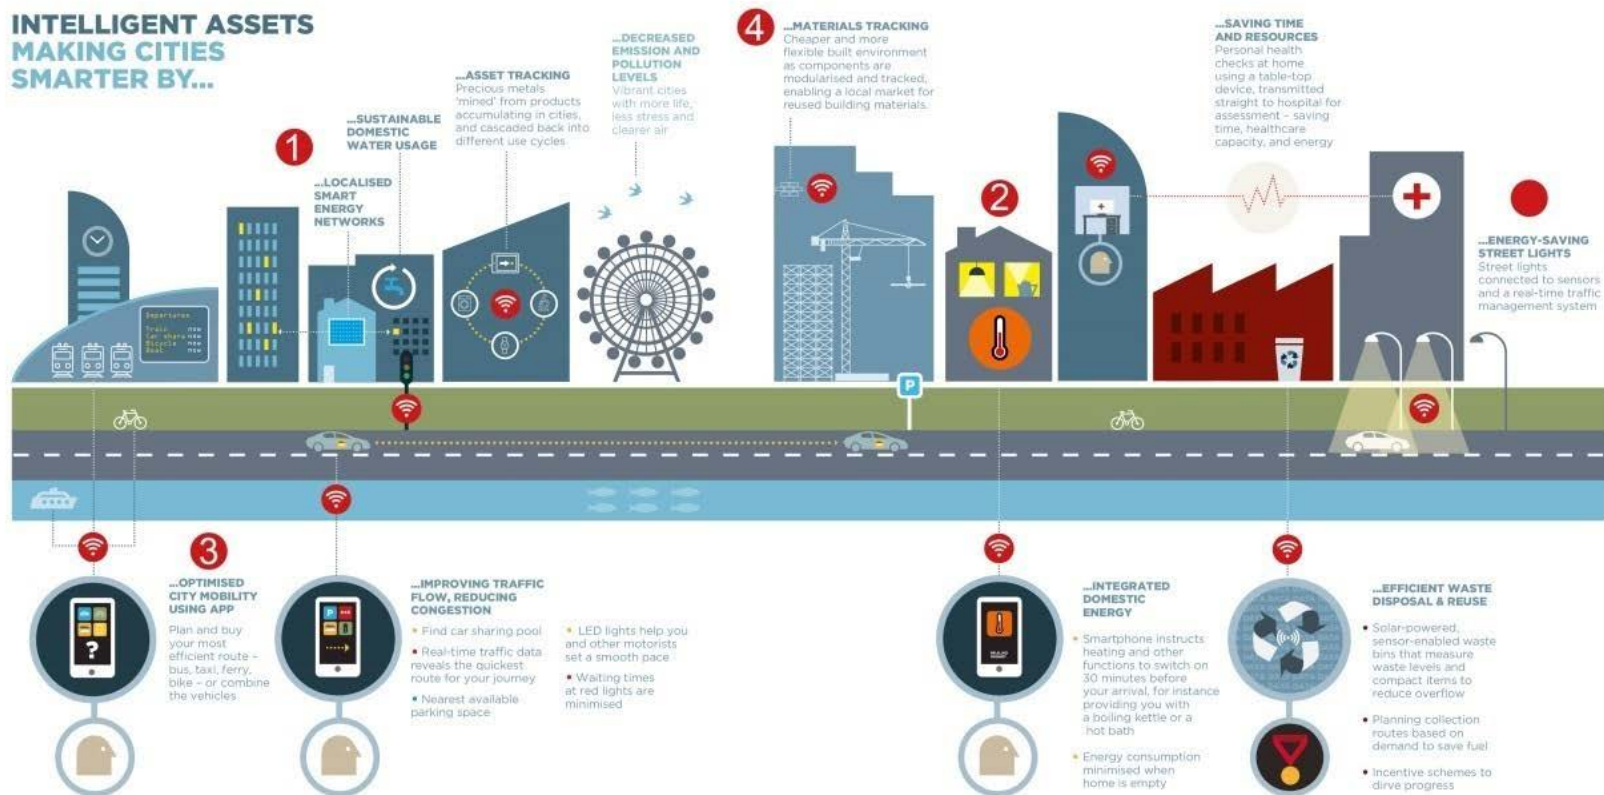 INTELLIGENT ASSETS
MAKING CITIES
SMARTER BY...
1
...SUSTAINABLE
DOMESTIC
WATER USAGE
...LOCALISED
SMART
ENERGY
NETWORKS
...ASSET TRACKING
Precious metals
'mined' from products
accumulating in cities,
and cascaded back into
different use cycles
...DECREASED
EMISSION AND
POLLUTION
LEVELS
Vibrant cities
with more life,
less stress and
clearer air
4
...MATERIALS TRACKING
Cheaper and more
flexible built environment
as components are
modularised and tracked,
enabling a local market for
reused building materials.
2
...SAVING TIME
AND RESOURCES
Personal health
checks at home
using a table-top
device, transmitted
straight to hospital for
assessment – saving
time, healthcare
capacity, and energy
...ENERGY-SAVING
STREET LIGHTS
Street lights
connected to sensors
and a real-time traffic
management system
Departures
Train now
Car share now
Bicycle now
Boat now
P
3
...OPTIMISED
CITY MOBILITY
USING APP
Plan and buy
your most
efficient route –
bus, taxi, ferry,
bike – or combine
the vehicles
?
P
...IMPROVING TRAFFIC
FLOW, REDUCING
CONGESTION
• Find car sharing pool
• Real-time traffic data
reveals the quickest
route for your journey
• Nearest available
parking space
• LED lights help you
and other motorists
set a smooth pace
• Waiting times
at red lights are
minimised
...INTEGRATED
DOMESTIC
ENERGY
• Smartphone instructs
heating and other
functions to switch on
30 minutes before
your arrival, for instance
providing you with
a boiling kettle or a
hot bath
• Energy consumption
minimised when
home is empty
...EFFICIENT WASTE
DISPOSAL & REUSE
• Solar-powered,
sensor-enabled waste
bins that measure
waste levels and
compact items to
reduce overflow
• Planning collection
routes based on
demand to save fuel
• Incentive schemes to
dirve progress